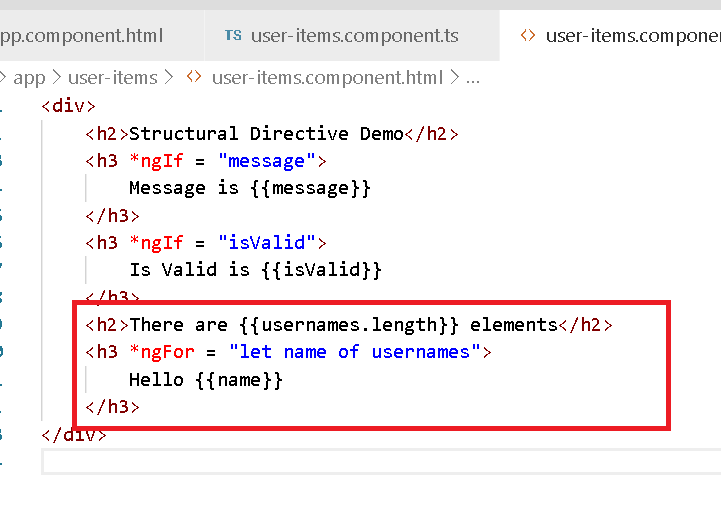 pp.component.html TS user-items.component.ts <> user-items.compone
> app > user-items > <> user-items.component.html > ...
<div>
<h2>Structural Directive Demo</h2>
<h3 *ngIf = "message">
Message is {{message}}
</h3>
<h3 *ngIf = "isValid">
Is Valid is {{isValid}}
</h3>
<h2>There are {{usernames.length}} elements</h2>
<h3 *ngFor = "let name of usernames">
Hello {{name}}
</h3>
</div>